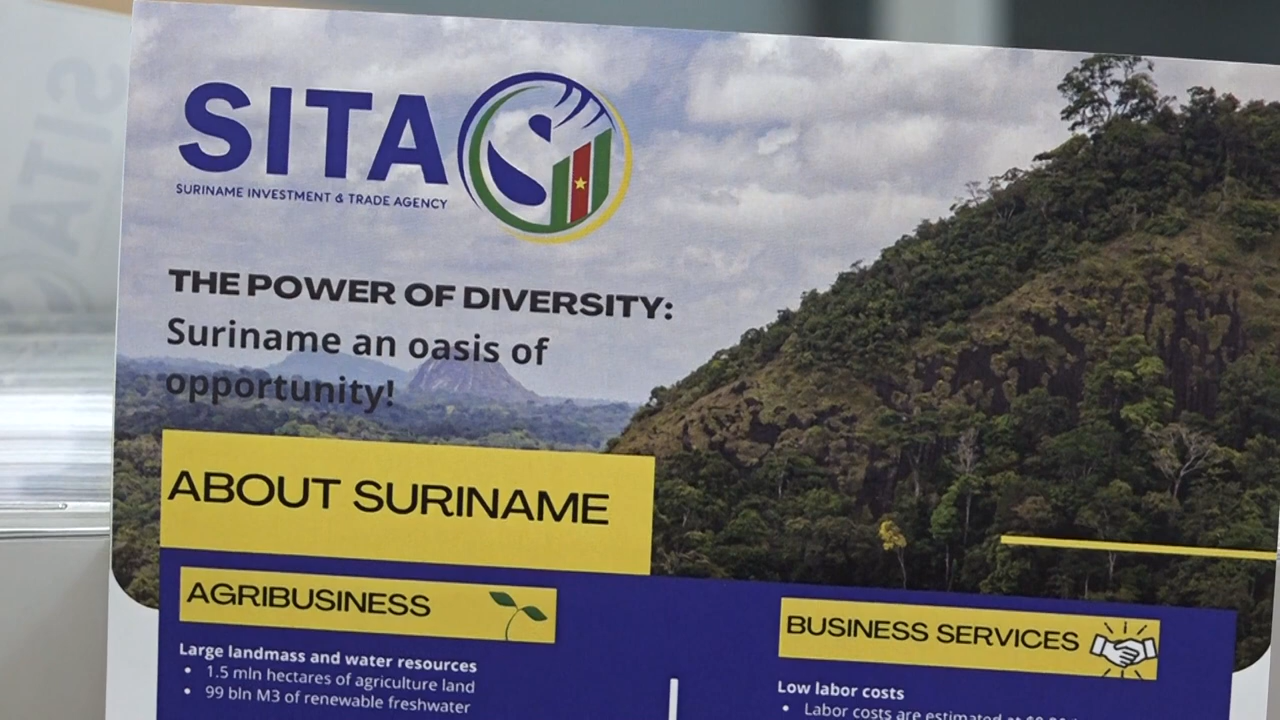 SITA
SURINAME INVESTMENT & TRADE AGENCY
THE POWER OF DIVERSITY:
Suriname an oasis of
opportunity!
ABOUT SURINAME
AGRIBUSINESS
Large landmass and water resources
• 1.5 mln hectares of agriculture land
• 99 bln M3 of renewable freshwater
BUSINESS SERVICES
Low labor costs
• Labor costs are estimated at